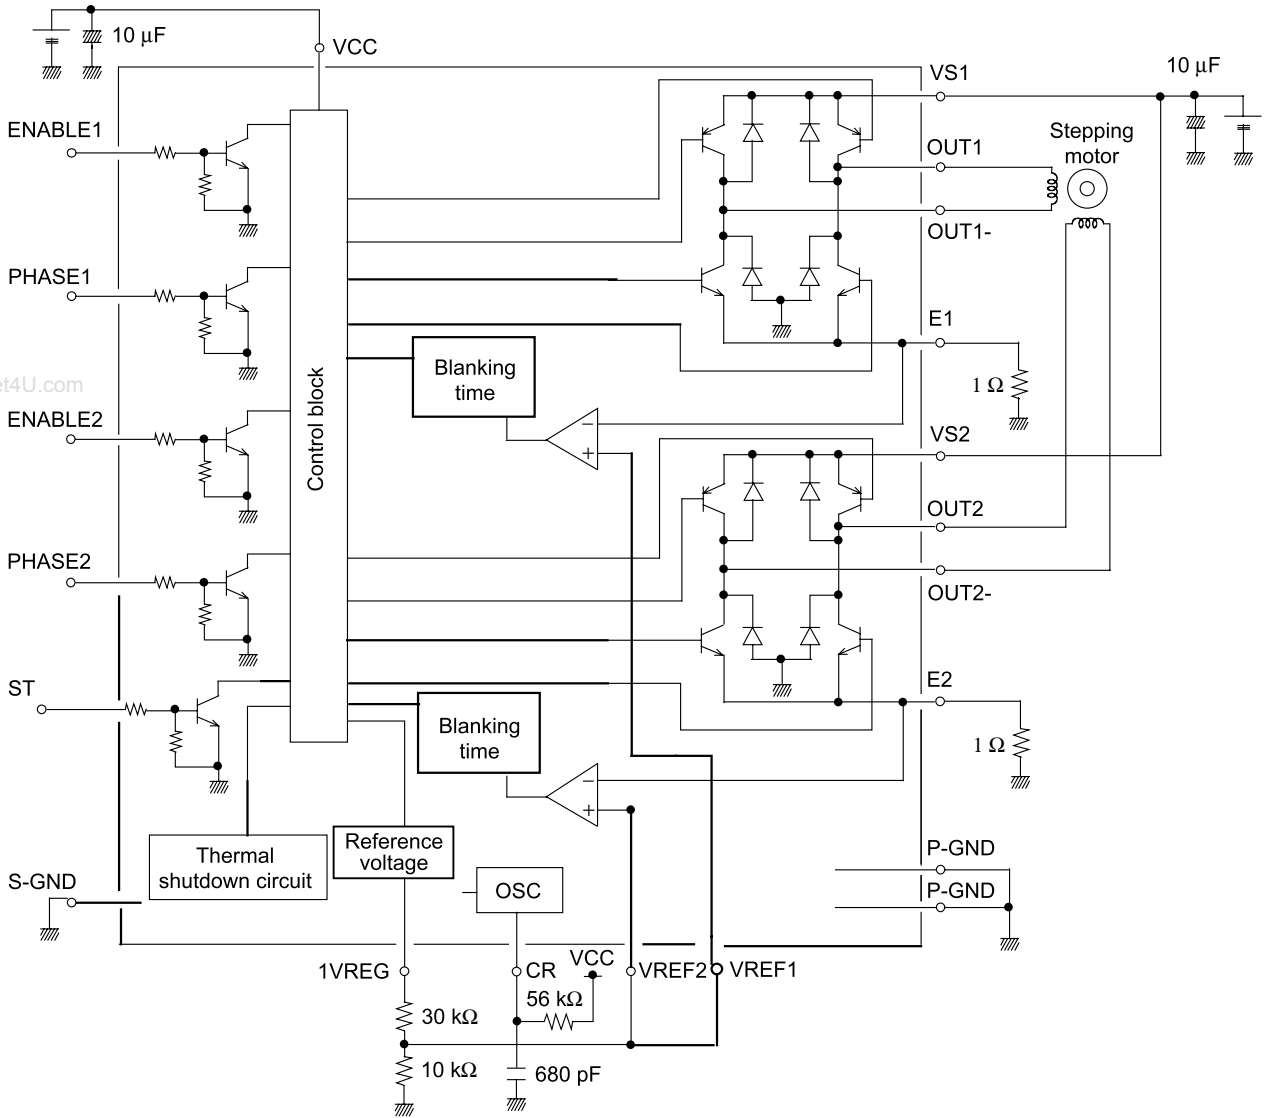 10 μF
VCC
VS1
10 μF
ENABLE1
Stepping
motor
OUT1
OUT1-
PHASE1
E1
Blanking
time
1 Ω
et4U.com
ENABLE2
Control block
−
+
VS2
OUT2
PHASE2
OUT2-
ST
E2
Blanking
time
1 Ω
−
+
Reference
voltage
Thermal
shutdown circuit
P-GND
S-GND
OSC
P-GND
VCC
1VREG
CR
VREF2
VREF1
56 kΩ
30 kΩ
10 kΩ
680 pF